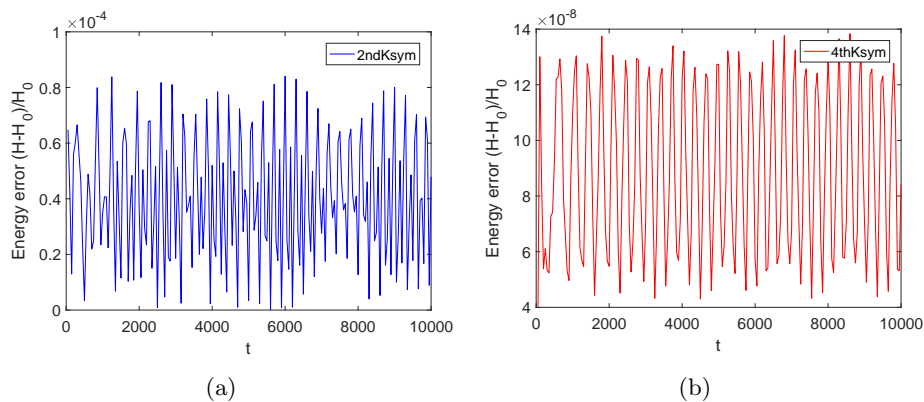 ×10⁻⁴
1
0.8
0.6
0.4
0.2
0
Energy error (H-H₀)/H₀
2ndKsym
0 2000 4000 6000 8000 10000
t
(a)
×10⁻⁸
14
12
10
8
6
4
Energy error (H-H₀)/H₀
4thKsym
0 2000 4000 6000 8000 10000
t
(b)